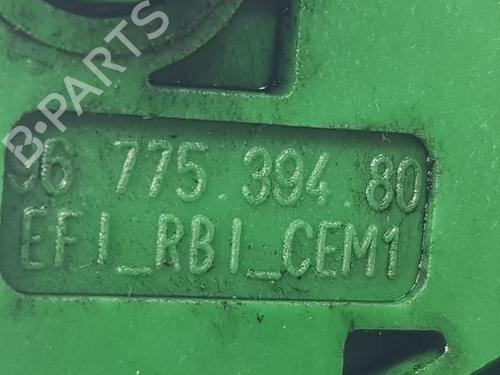 B-PARTS
96 775 394 80
EFI_RBI_CEM1